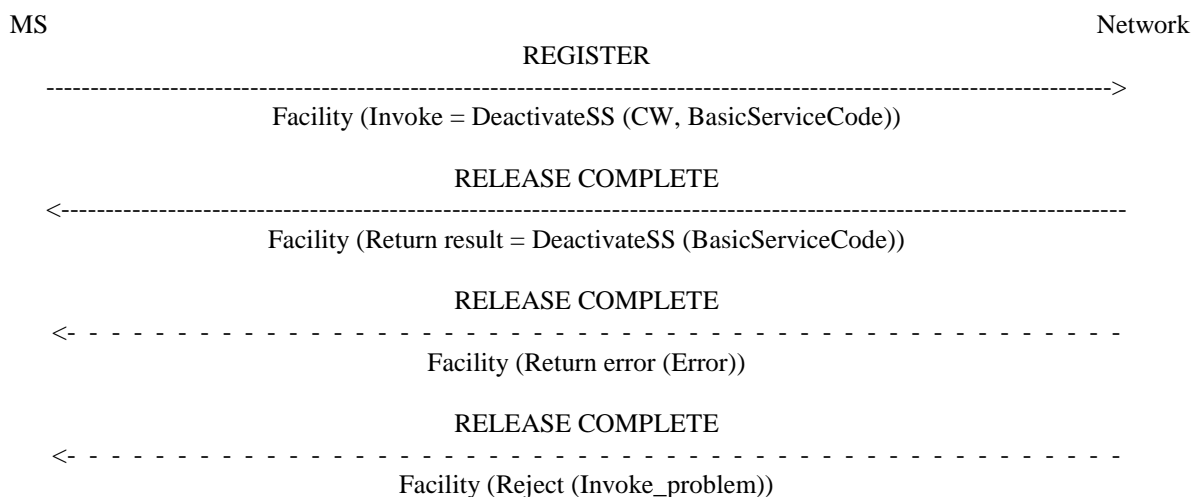 MS Network
REGISTER
Facility (Invoke = DeactivateSS (CW, BasicServiceCode))
RELEASE COMPLETE
Facility (Return result = DeactivateSS (BasicServiceCode))
RELEASE COMPLETE
Facility (Return error (Error))
RELEASE COMPLETE
Facility (Reject (Invoke_problem))